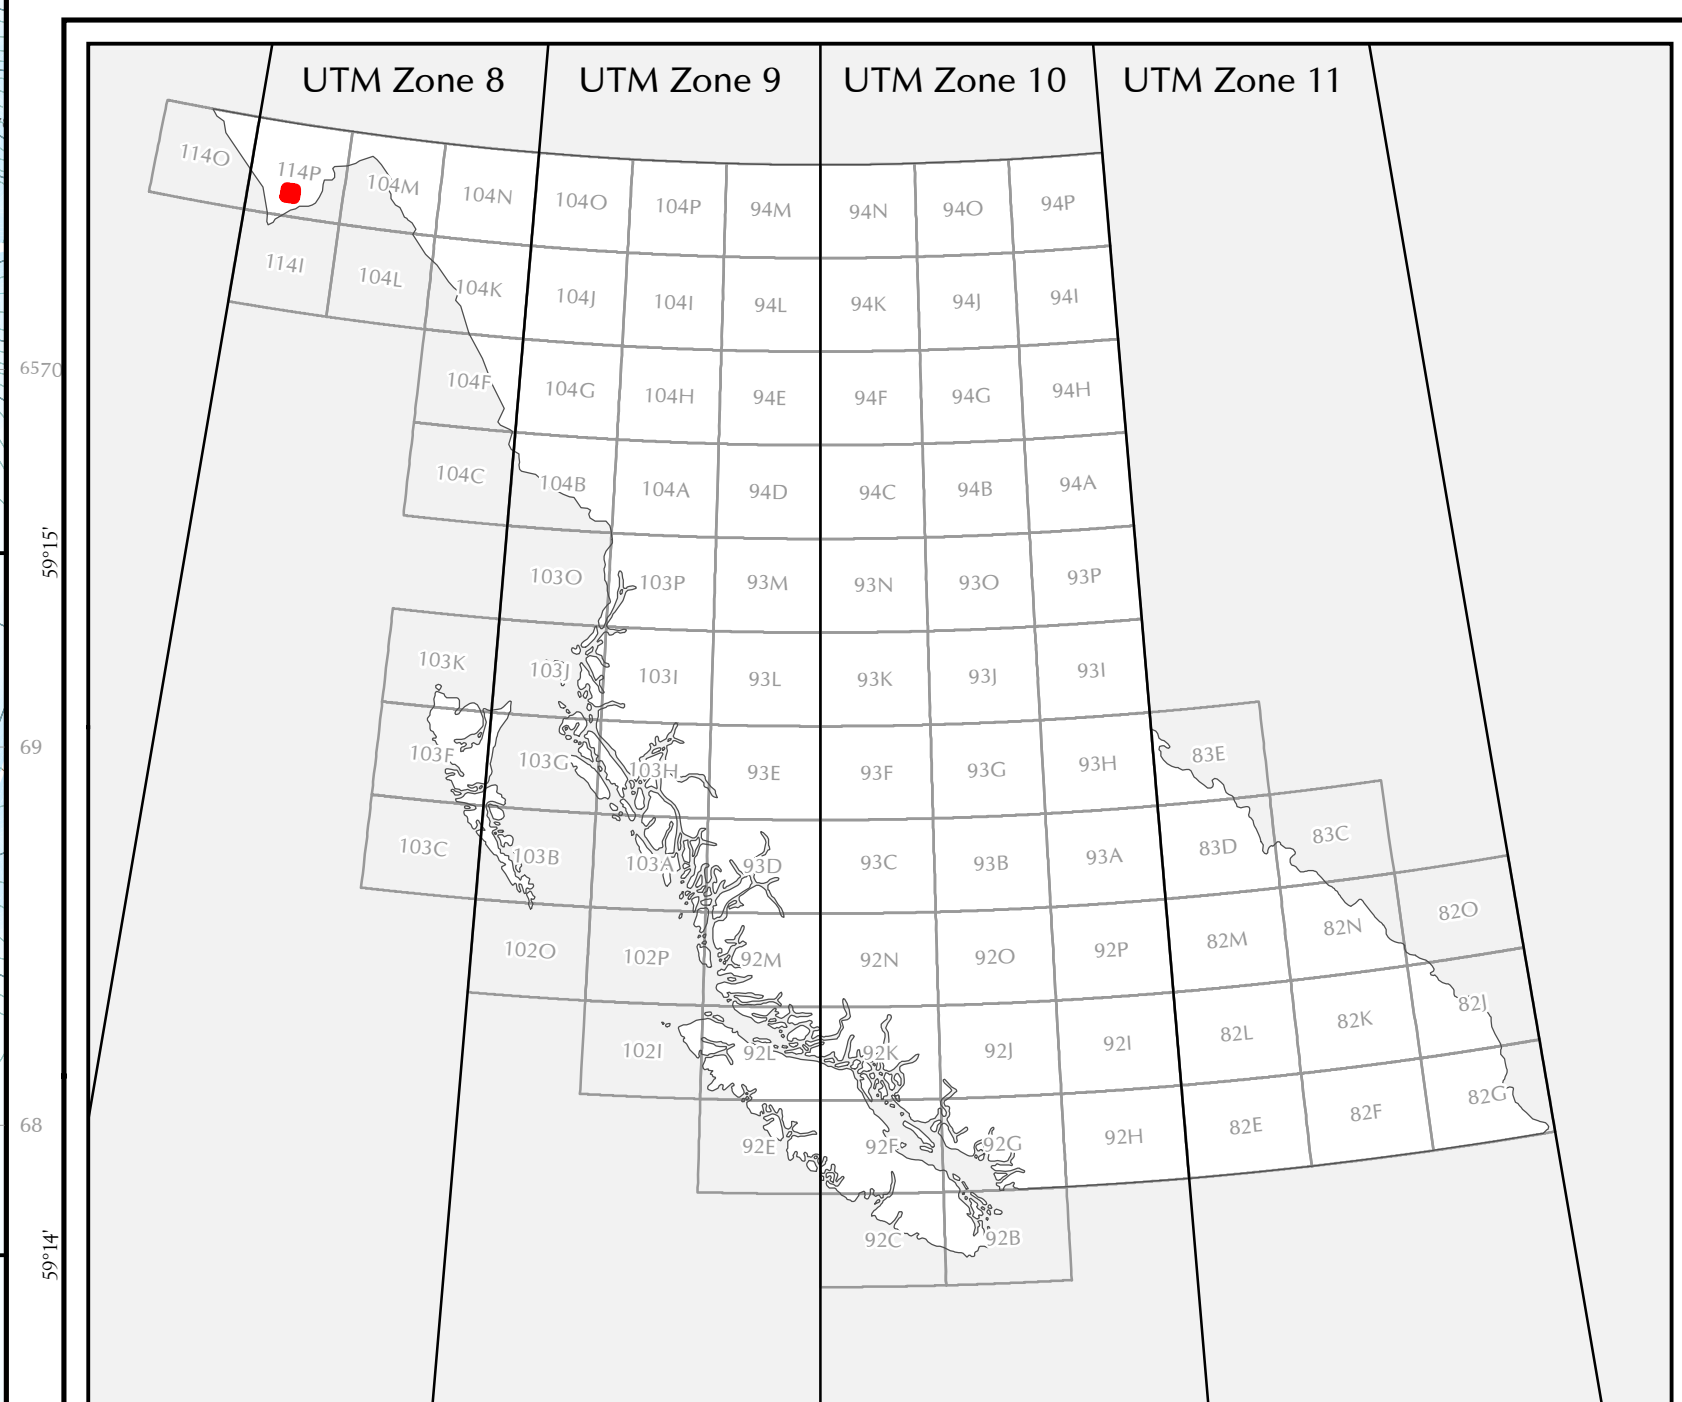 UTM Zone 8 UTM Zone 9 UTM Zone 10 UTM Zone 11
114O 114P 104M 104N 104O 104P 94M 94N 94O 94P
114I 104L 104K 104J 104I 94L 94K 94J 94I
6570
104F 104G 104H 94E 94F 94G 94H
104C 104B 104A 94D 94C 94B 94A
59°15'
103O 103P 93M 93N 93O 93P
103K 103J 103I 93L 93K 93J 93I
69
103F 103G 103H 93E 93F 93G 93H 83E
103C 103B 103A 93D 93C 93B 93A 83D 83C
102O 102P 92M 92N 92O 92P 82M 82N 82O
102I 92L 92K 92J 92I 82L 82K 82J
68
92E 92F 92G 92H 82E 82F 82G
59°14'
92C 92B